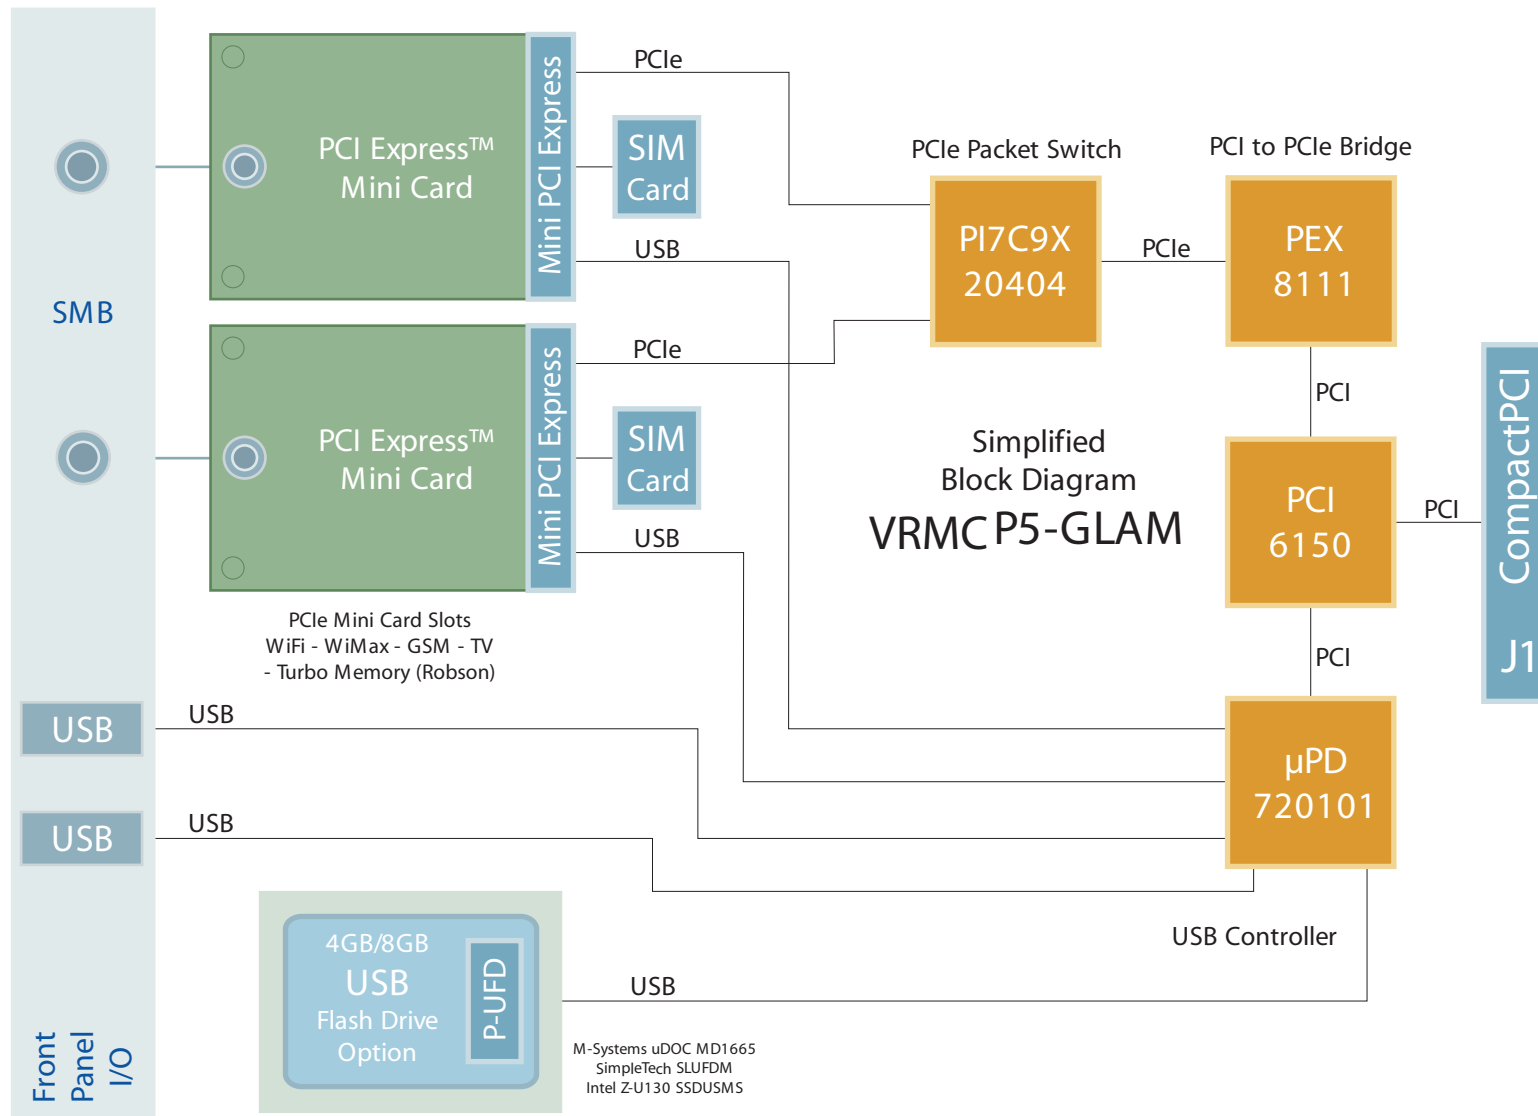 PCI Express™
Mini Card
Mini PCI Express
PCIe
SIM
Card
USB
PCIe Packet Switch
PI7C9X
20404
PCIe
PCI to PCIe Bridge
PEX
8111
SMB
PCI Express™
Mini Card
Mini PCI Express
PCIe
SIM
Card
USB
PCI
Simplified
Block Diagram
VRMC P5-GLAM
PCI
6150
PCI
CompactPCI
J1
PCI
PCIe Mini Card Slots
WiFi - WiMax - GSM - TV
- Turbo Memory (Robson)
USB
USB
USB
USB
µPD
720101
USB Controller
4GB/8GB
USB
Flash Drive
Option
P-UFD
USB
M-Systems uDOC MD1665
SimpleTech SLUFDM
Intel Z-U130 SSDUSMS
Front
Panel
I/O